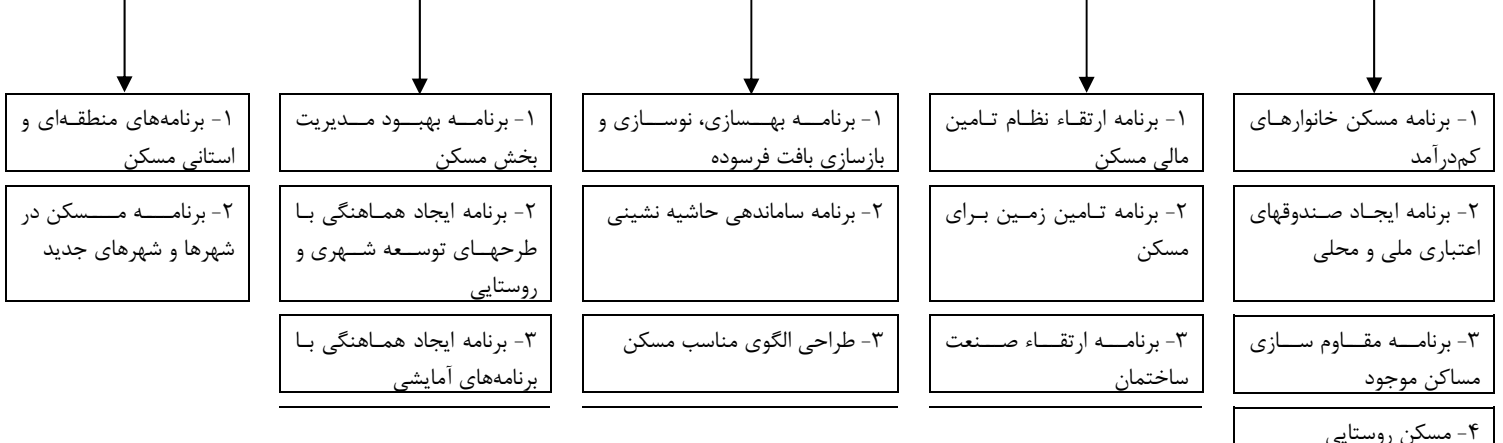 ۱- برنامه مسکن خانوارهای
کم‌درآمد
۲- برنامه ایجاد صندوقهای
اعتباری ملی و محلی
۳- برنامه مقاوم سازی
مساکن موجود
۴- مسکن روستایی
۱- برنامه ارتقاء نظام تامین
مالی مسکن
۲- برنامه تامین زمین برای
مسکن
۳- برنامه ارتقاء صنعت
ساختمان
۱- برنامه بهسازی، نوسازی و
بازسازی بافت فرسوده
۲- برنامه ساماندهی حاشیه نشینی
۳- طراحی الگوی مناسب مسکن
۱- برنامه بهبود مدیریت
بخش مسکن
۲- برنامه ایجاد هماهنگی با
طرحهای توسعه شهری و
روستایی
۳- برنامه ایجاد هماهنگی با
برنامه‌های آمایشی
۱- برنامه‌های منطقه‌ای و
استانی مسکن
۲- برنامه مسکن در
شهرها و شهرهای جدید